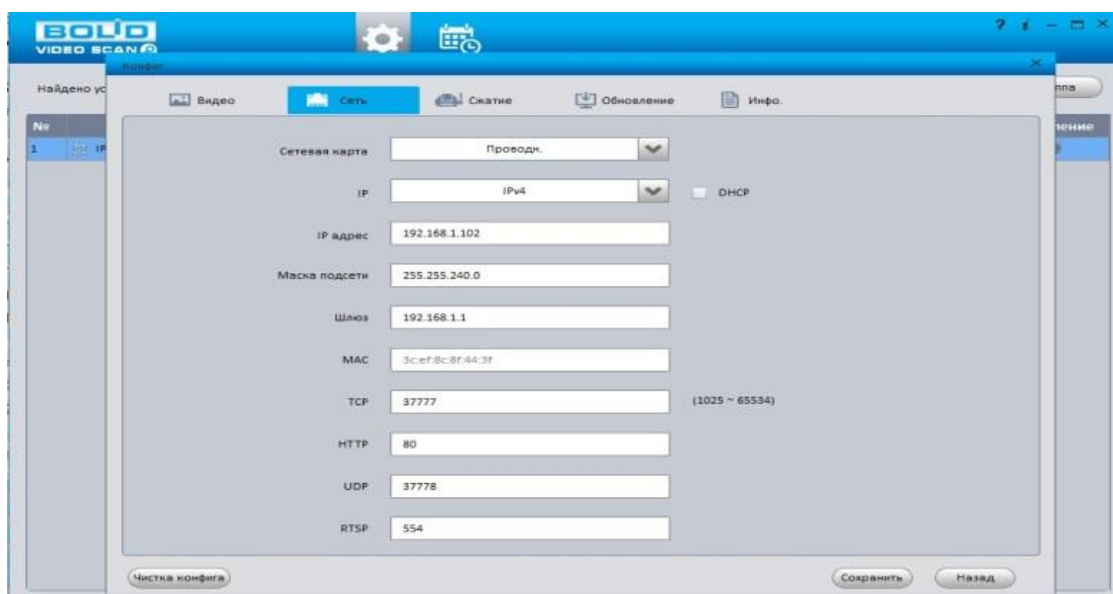 BOLID
VIDEO SCAN
? i
Конфиг
Найдено ус
ппа
Видео Сеть Сжатие Обновление Инфо.
№ ление
1 IP
Сетевая карта Проводн.
IP IPv4 DHCP
IP адрес 192.168.1.102
Маска подсети 255.255.240.0
Шлюз 192.168.1.1
MAC 3c:ef:8c:8f:44:3f
TCP 37777 (1025 ~ 65534)
HTTP 80
UDP 37778
RTSP 554
Чистка конфига Сохранить Назад